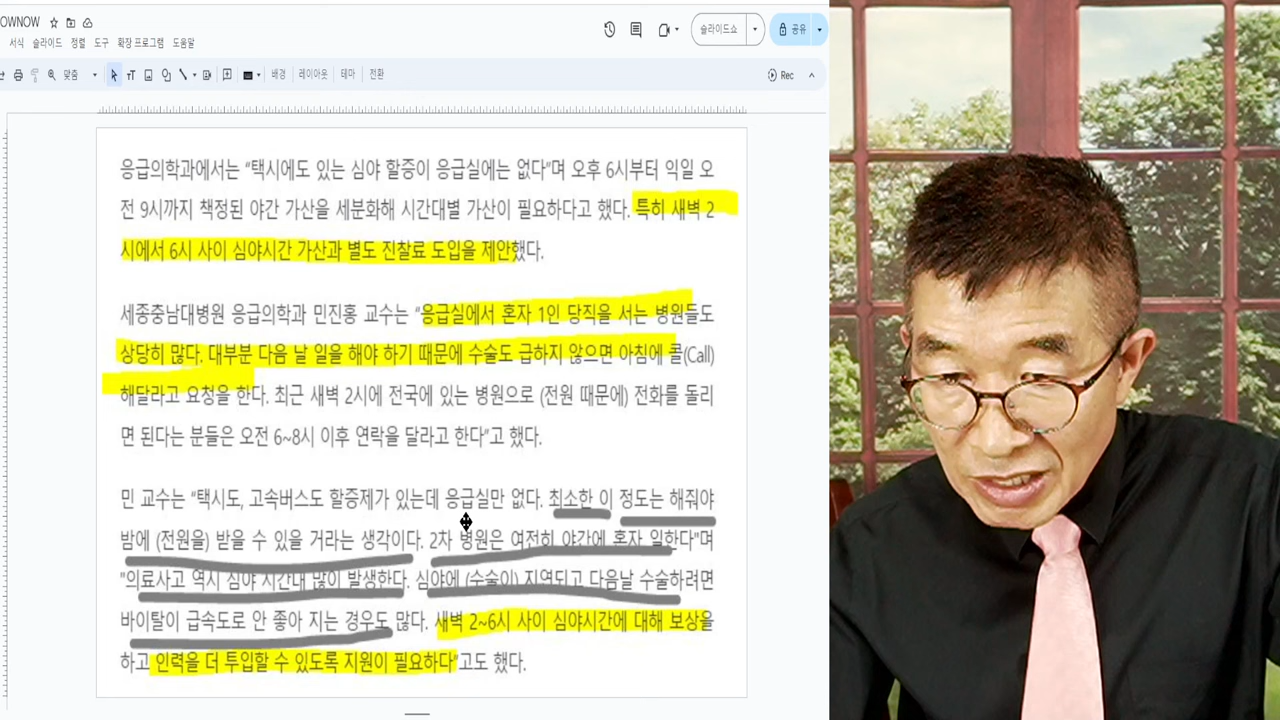 OWNOW
서식 슬라이드 정렬 도구 확장 프로그램 도움말
슬라이드쇼
공유
맞춤
배경 레이아웃 테마 전환
Rec
응급의학과에서는 “택시에도 있는 심야 할증이 응급실에는 없다”며 오후 6시부터 익일 오
전 9시까지 책정된 야간 가산을 세분화해 시간대별 가산이 필요하다고 했다. 특히 새벽 2
시에서 6시 사이 심야시간 가산과 별도 진찰료 도입을 제안했다.
세종충남대병원 응급의학과 민진홍 교수는 “응급실에서 혼자 1인 당직을 서는 병원들도
상당히 많다. 대부분 다음 날 일을 해야 하기 때문에 수술도 급하지 않으면 아침에 콜(Call)
해달라고 요청을 한다. 최근 새벽 2시에 전국에 있는 병원으로 (전원 때문에) 전화를 돌리
면 된다는 분들은 오전 6~8시 이후 연락을 달라고 한다”고 했다.
민 교수는 “택시도, 고속버스도 할증제가 있는데 응급실만 없다. 최소한 이 정도는 해줘야
밤에 (전원을) 받을 수 있을 거라는 생각이다. 2차 병원은 여전히 야간에 혼자 일한다”며
"의료사고 역시 심야 시간대 많이 발생한다. 심야에 (수술이) 지연되고 다음날 수술하려면
바이탈이 급속도로 안 좋아 지는 경우도 많다. 새벽 2~6시 사이 심야시간에 대해 보상을
하고 인력을 더 투입할 수 있도록 지원이 필요하다”고도 했다.